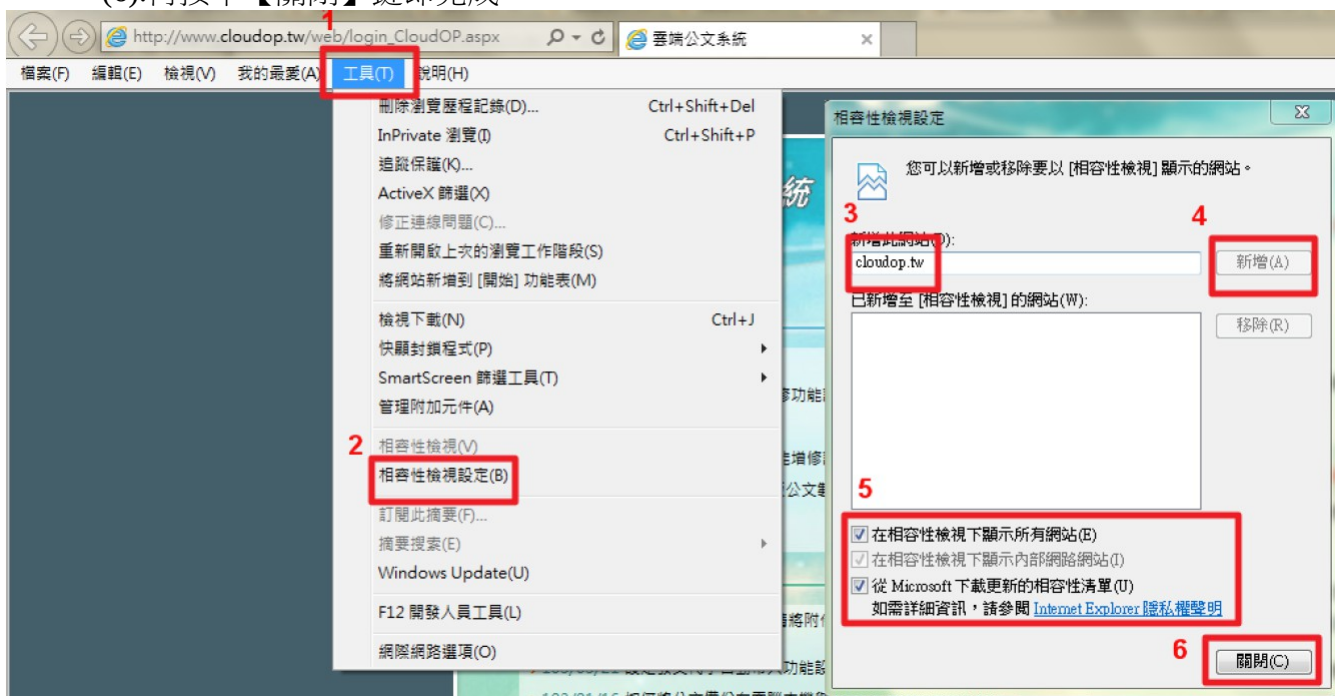 1
http://www.cloudop.tw/web/login_CloudOP.aspx
雲端公文系統
檔案(F) 編輯(E) 檢視(V) 我的最愛(A) 工具(T) 說明(H)
刪除瀏覽歷程記錄(D)... Ctrl+Shift+Del
InPrivate 瀏覽(I) Ctrl+Shift+P
追蹤保護(K)...
ActiveX 篩選(X)
修正連線問題(C)...
重新開啟上次的瀏覽工作階段(S)
將網站新增到 [開始] 功能表(M)
檢視下載(N) Ctrl+J
快顯封鎖程式(P)
SmartScreen 篩選工具(T)
管理附加元件(A)
2
相容性檢視(V)
相容性檢視設定(B)
訂閱此摘要(F)...
摘要搜索(E)
Windows Update(U)
F12 開發人員工具(L)
網際網路選項(O)
統
相容性檢視設定
您可以新增或移除要以 [相容性檢視] 顯示的網站。
3
4
新增此網站(D):
cloudop.tw
新增(A)
已新增至 [相容性檢視] 的網站(W):
移除(R)
5
在相容性檢視下顯示所有網站(E)
在相容性檢視下顯示內部網路網站(I)
從 Microsoft 下載更新的相容性清單(U)
如需詳細資訊，請參閱 Internet Explorer 隱私權聲明
6
關閉(C)